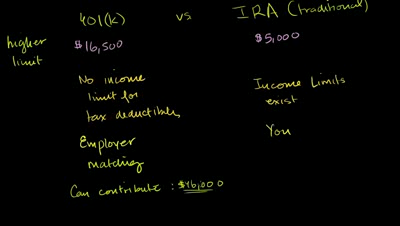 401(k) vs IRA (traditional)
higher limit $16,500 $5,000
No income limit for tax deductible
Income Limits exist
Employer matching
You
Can contribute : $46,000